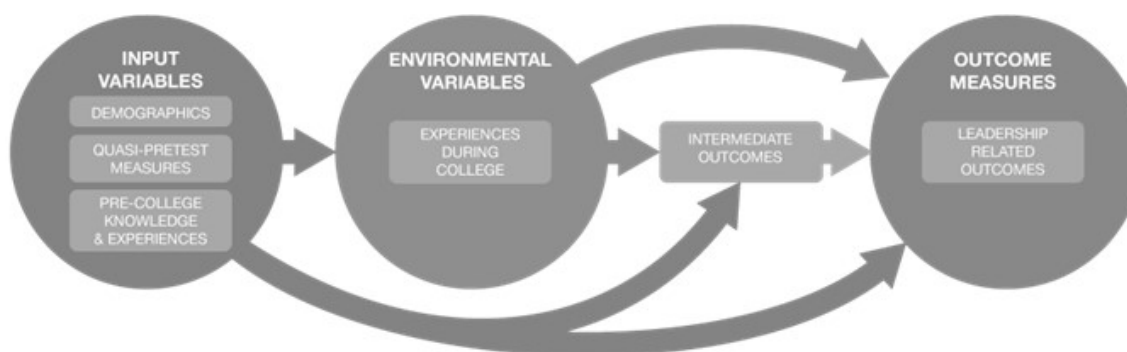 INPUT
VARIABLES
DEMOGRAPHICS
QUASI-PRETEST
MEASURES
PRE-COLLEGE
KNOWLEDGE
& EXPERIENCES
ENVIRONMENTAL
VARIABLES
EXPERIENCES
DURING
COLLEGE
INTERMEDIATE
OUTCOMES
OUTCOME
MEASURES
LEADERSHIP
RELATED
OUTCOMES